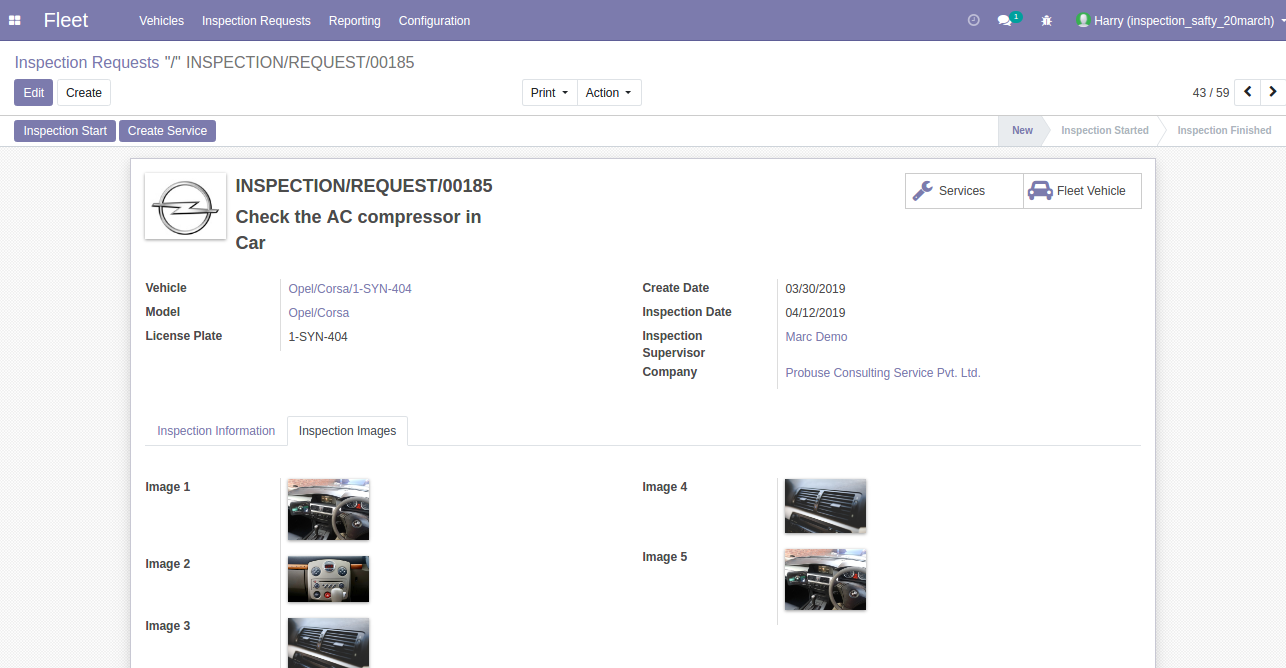 Fleet Vehicles Inspection Requests Reporting Configuration 1 Harry (inspection_safty_20march)
Inspection Requests "/" INSPECTION/REQUEST/00185
Edit Create Print Action 43 / 59
Inspection Start Create Service New Inspection Started Inspection Finished
INSPECTION/REQUEST/00185
Check the AC compressor in
Car
Services Fleet Vehicle
Vehicle Opel/Corsa/1-SYN-404
Model Opel/Corsa
License Plate 1-SYN-404
Create Date 03/30/2019
Inspection Date 04/12/2019
Inspection
Supervisor Marc Demo
Company Probuse Consulting Service Pvt. Ltd.
Inspection Information Inspection Images
Image 1
Image 2
Image 3
Image 4
Image 5